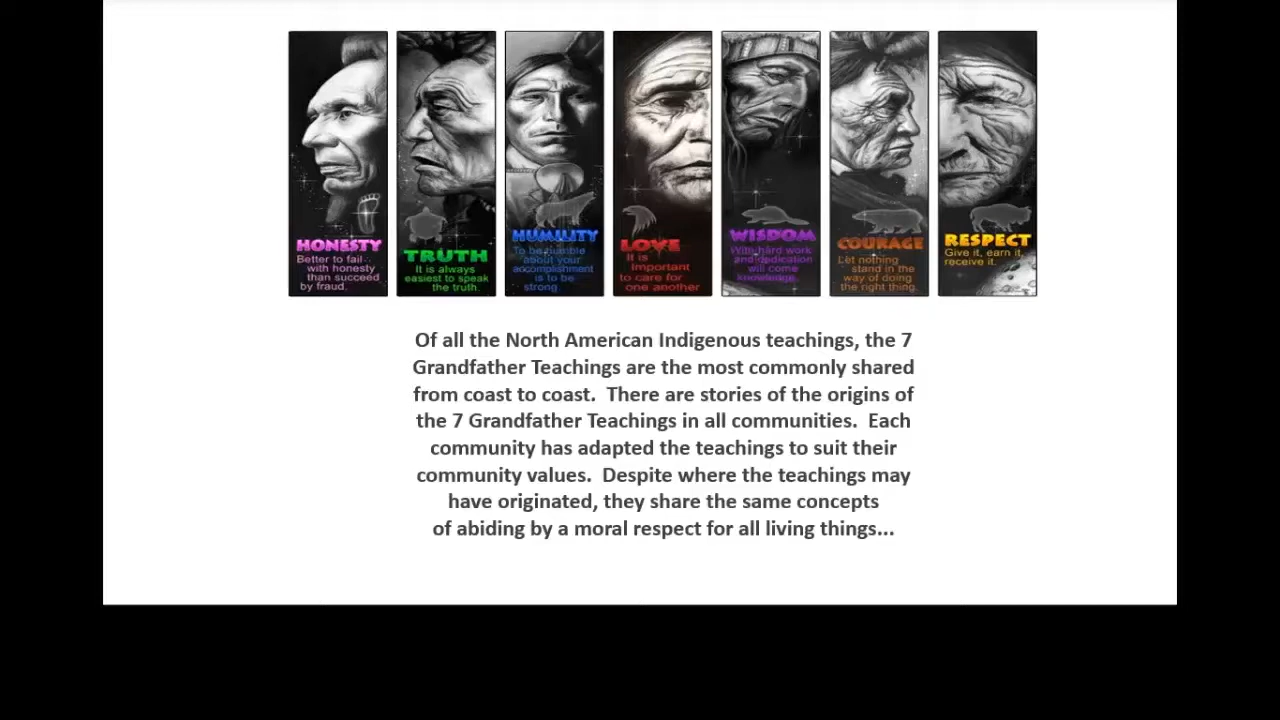 HONESTY
Better to fail
with honesty
than succeed
by fraud.
TRUTH
It is always
easiest to speak
the truth.
HUMILITY
To be humble
about your
accomplishment
is to be
strong.
LOVE
It is
important
to care for
one another
WISDOM
With hard work
and dedication
will come
knowledge.
COURAGE
Let nothing
stand in the
way of doing
the right thing.
RESPECT
Give it, earn it,
receive it.
Of all the North American Indigenous teachings, the 7
Grandfather Teachings are the most commonly shared
from coast to coast.  There are stories of the origins of
the 7 Grandfather Teachings in all communities.  Each
community has adapted the teachings to suit their
community values.  Despite where the teachings may
have originated, they share the same concepts
of abiding by a moral respect for all living things...